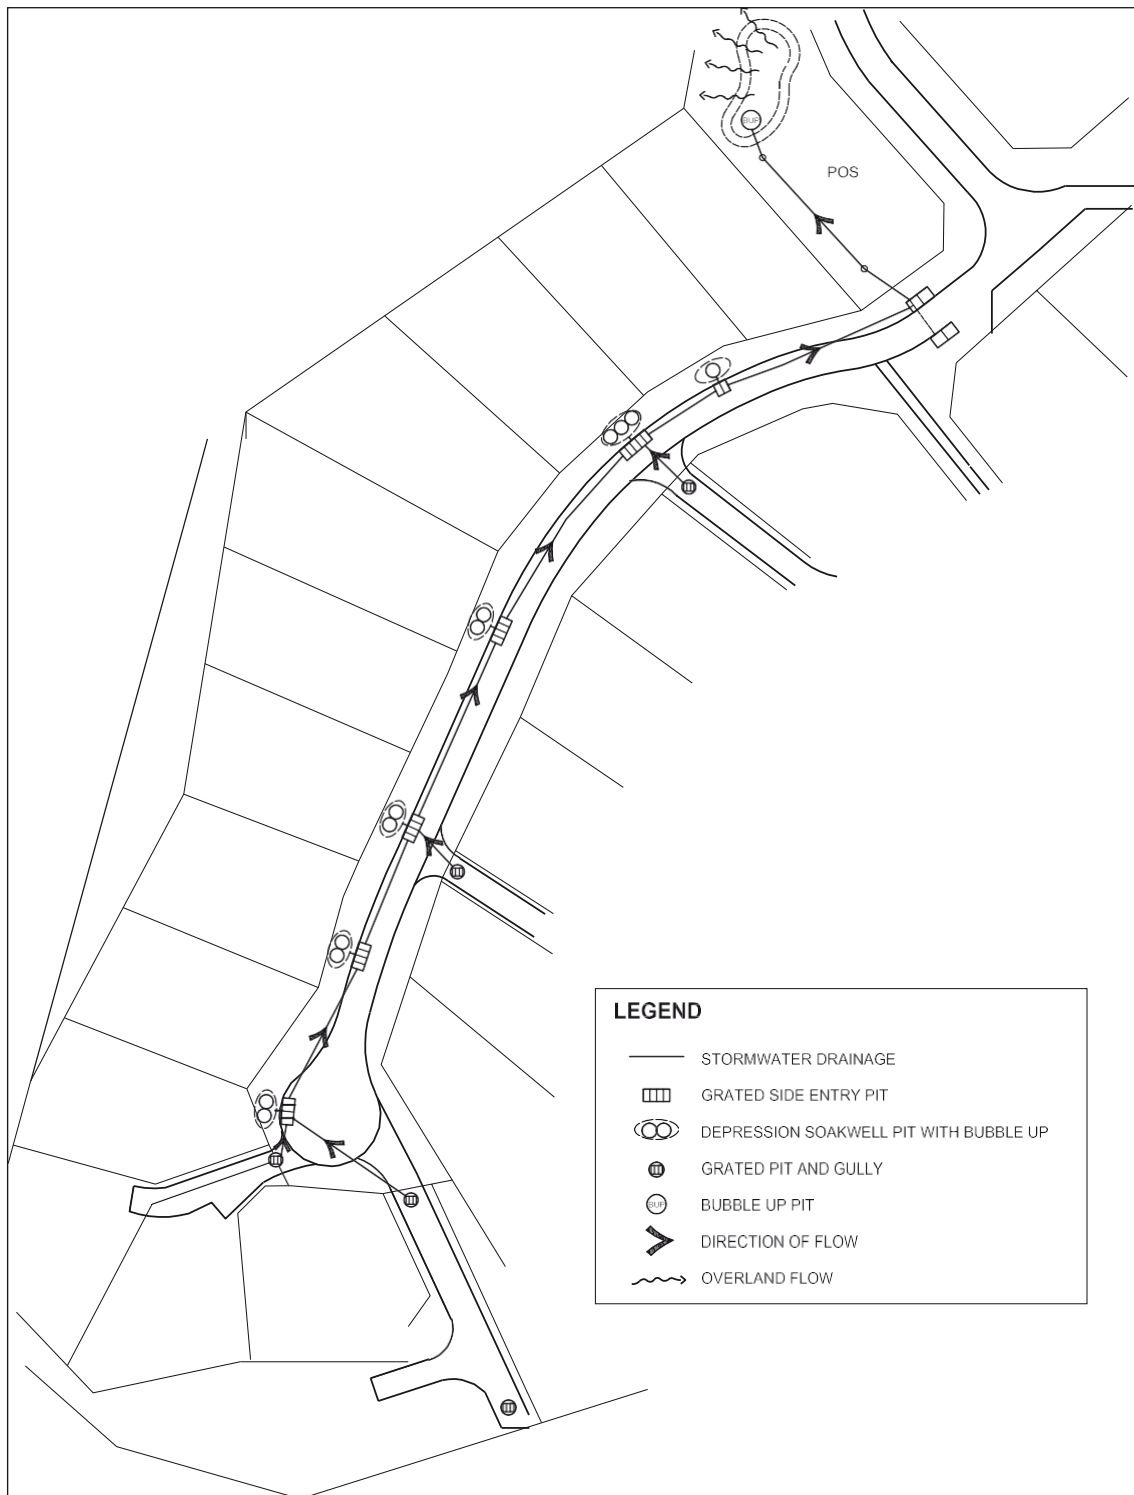 BUP
POS
LEGEND
STORMWATER DRAINAGE
GRATED SIDE ENTRY PIT
DEPRESSION SOAKWELL PIT WITH BUBBLE UP
GRATED PIT AND GULLY
BUP
BUBBLE UP PIT
DIRECTION OF FLOW
OVERLAND FLOW